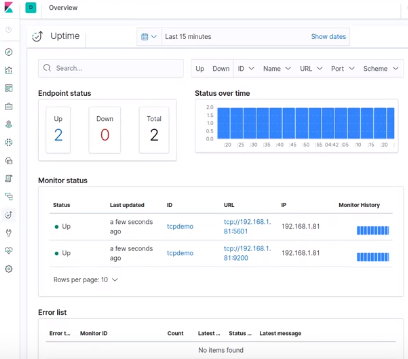 D Overview
Uptime
Last 15 minutes Show dates
Search...
Up Down ID Name URL Port Scheme
Endpoint status
Up Down Total
2 0 2
Status over time
2.0
1.5
1.0
0.5
0.0
:20 :25 :30 :35 :40 :45 :50 :55 04:42 :05 :10 :15 :20
Monitor status
Status Last updated ID URL IP Monitor History
Up a few seconds tcpdemo tcp://192.168.1. 192.168.1.81
ago 81:5601
Up a few seconds tcpdemo tcp://192.168.1. 192.168.1.81
ago 81:9200
Rows per page: 10
Error list
Error t... Monitor ID Count Latest ... Status ... Latest message
No items found